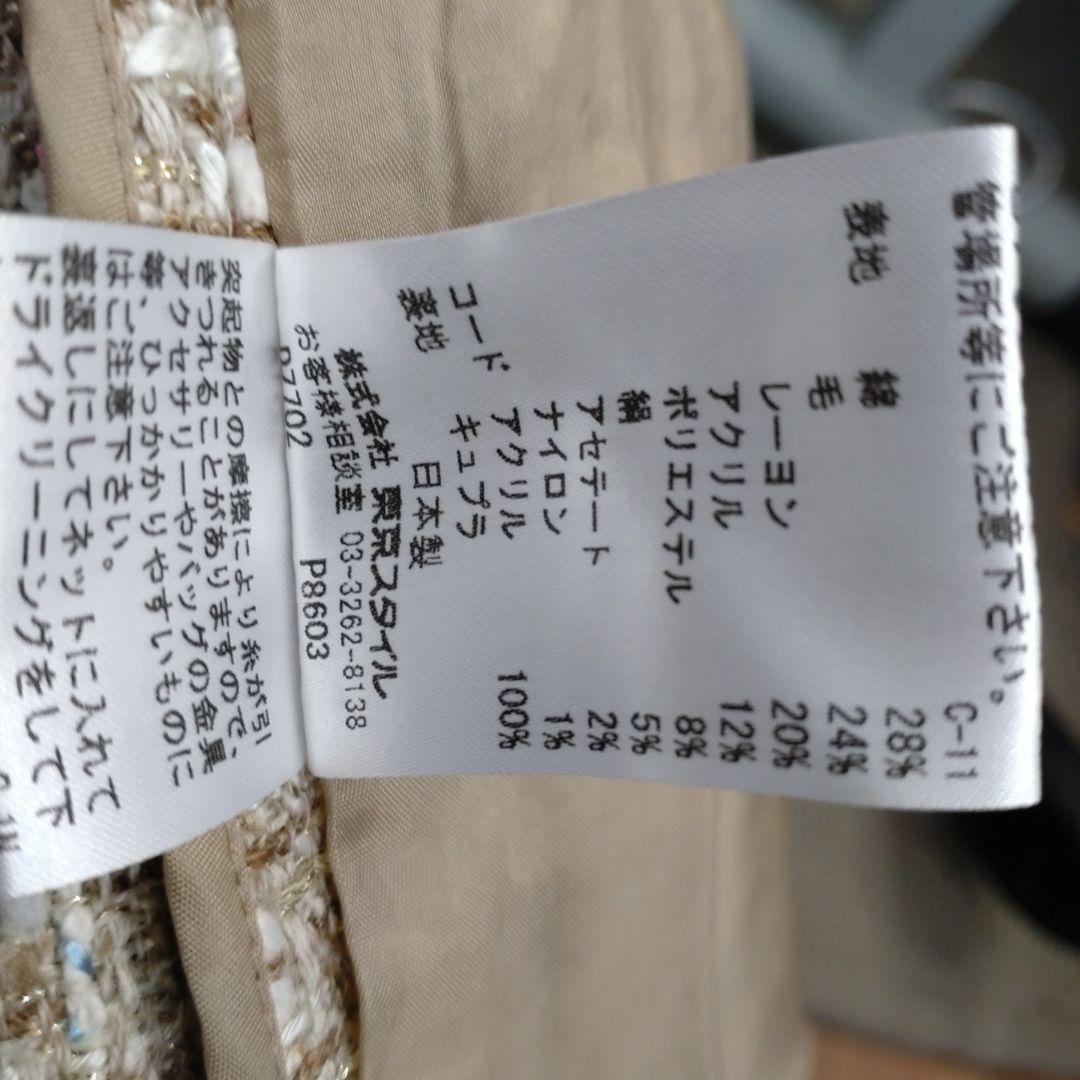 管場所等にご注意下さい。
C-11
表地 綿 28%
毛 24%
レーヨン 20%
アクリル 12%
ポリエステル 8%
絹 5%
アセテート 2%
ナイロン 1%
コード アクリル 100%
裏地 キュプラ
日本製
株式会社 東京スタイル
お客様相談室 03-3262-8138
P7702 P8603
突起物との摩擦により糸が引
きつれることがありますので、
アクセサリーやバッグの金具
等、ひっかかりやすいものに
はご注意下さい。
裏返しにしてネットに入れて
ドライクリーニングをして下